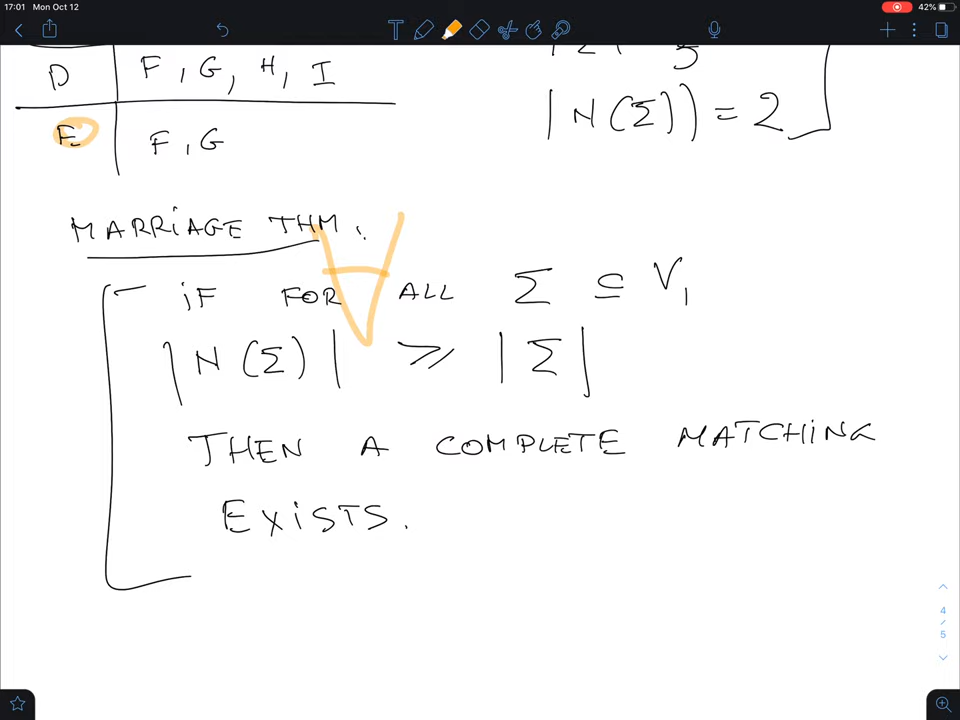 17:01 Mon Oct 12
42%
D | F, G, H, I
E | F, G
|N(Σ)| = 2
MARRIAGE THM.
∀
IF FOR ALL Σ ⊆ V₁
|N(Σ)| ⩾ |Σ|
THEN A COMPLETE MATCHING
EXISTS.
4
/
5